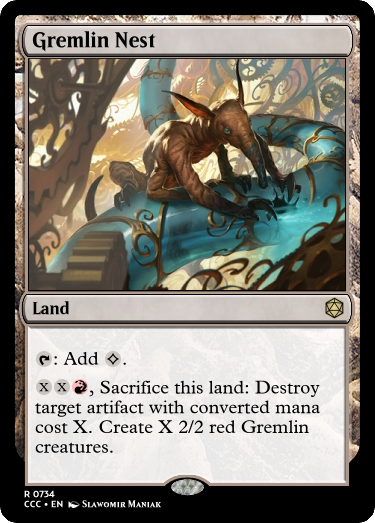 Gremlin Nest
Land
: Add .
X X , Sacrifice this land: Destroy
target artifact with converted mana
cost X. Create X 2/2 red Gremlin
creatures.
R 0734
CCC • EN Slawomir Maniak